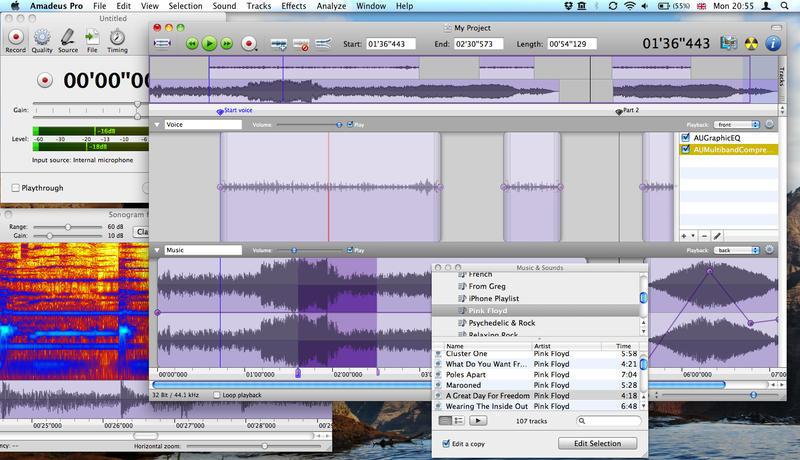 Amadeus Pro File Edit View Selection Sound Tracks Effects Analyze Window Help (55%) Mon 20:55
Untitled
Record Quality Source File Timing
00'00"00
Gain:
Level:
-16dB
-60 -50 -40 -30 -20 -10
-18dB
Input source: Internal microphone
Playthrough
Sonogram
Range: 60 dB
Gain: 10 dB
00'00"25 00'00"26 00'00"27 00'00"28
Horizontal zoom:
My Project
Start: 01'36"443 End: 02'30"573 Length: 00'54"129 01'36"443
Tracks
Start voice Part 2
Voice Volume: Play Playback: front
AUGraphicEQ
AUMultibandCompre...
Music Volume: Play Playback: back
00'00"000 01'00"000 02'00"000 06'00"000
32 Bit / 44.1 kHz Loop playback
Music & Sounds
French
From Greg
iPhone Playlist
Pink Floyd
Psychedelic & Rock
Relaxing Rock
Name Artist Time
Cluster One Pink Floyd 5:58
What Do You Want Fr... Pink Floyd 4:21
Poles Apart Pink Floyd 7:04
Marooned Pink Floyd 5:28
A Great Day For Freedom Pink Floyd 4:18
Wearing The Inside Out Pink Floyd 6:48
107 tracks
Edit a copy Edit Selection